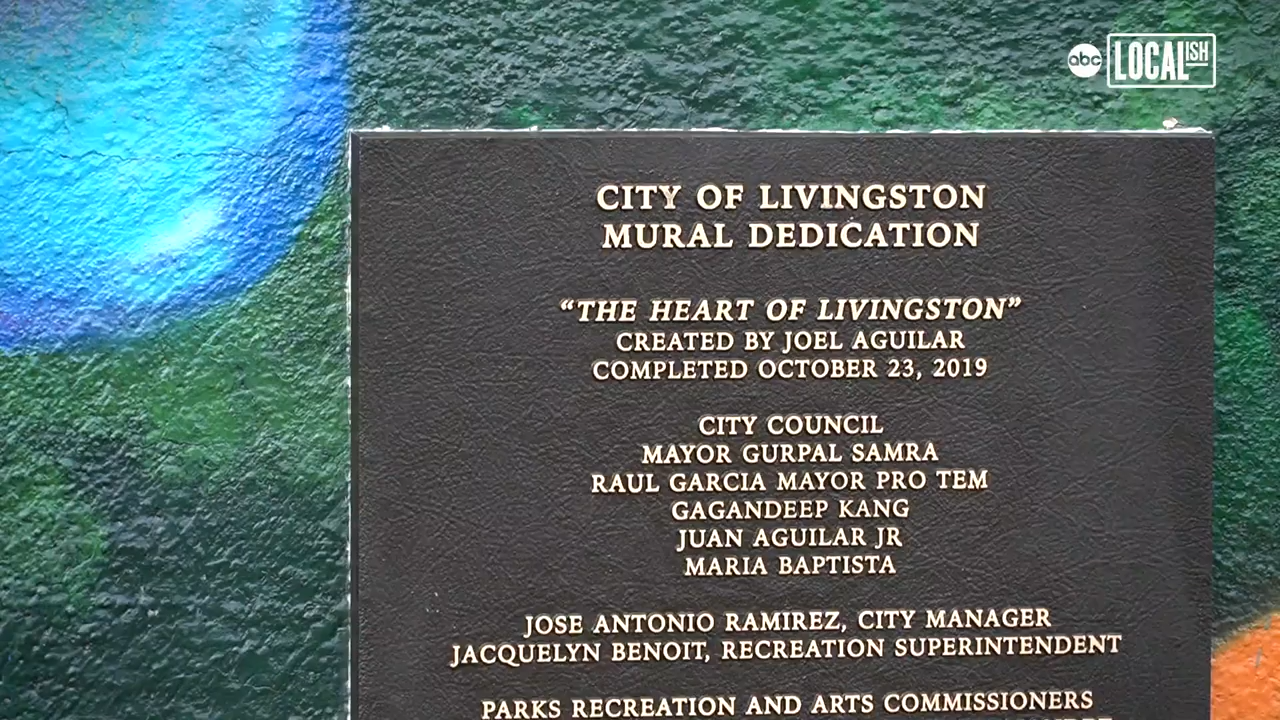 abc LOCALISH
CITY OF LIVINGSTON
MURAL DEDICATION
“THE HEART OF LIVINGSTON”
CREATED BY JOEL AGUILAR
COMPLETED OCTOBER 23, 2019
CITY COUNCIL
MAYOR GURPAL SAMRA
RAUL GARCIA MAYOR PRO TEM
GAGANDEEP KANG
JUAN AGUILAR JR
MARIA BAPTISTA
JOSE ANTONIO RAMIREZ, CITY MANAGER
JACQUELYN BENOIT, RECREATION SUPERINTENDENT
PARKS RECREATION AND ARTS COMMISSIONERS